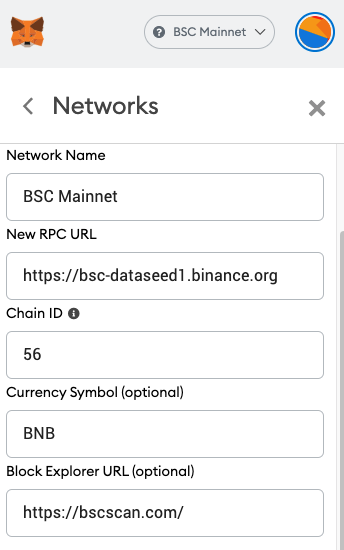 BSC Mainnet
Networks
Network Name
BSC Mainnet
New RPC URL
https://bsc-dataseed1.binance.org
Chain ID
56
Currency Symbol (optional)
BNB
Block Explorer URL (optional)
https://bscscan.com/